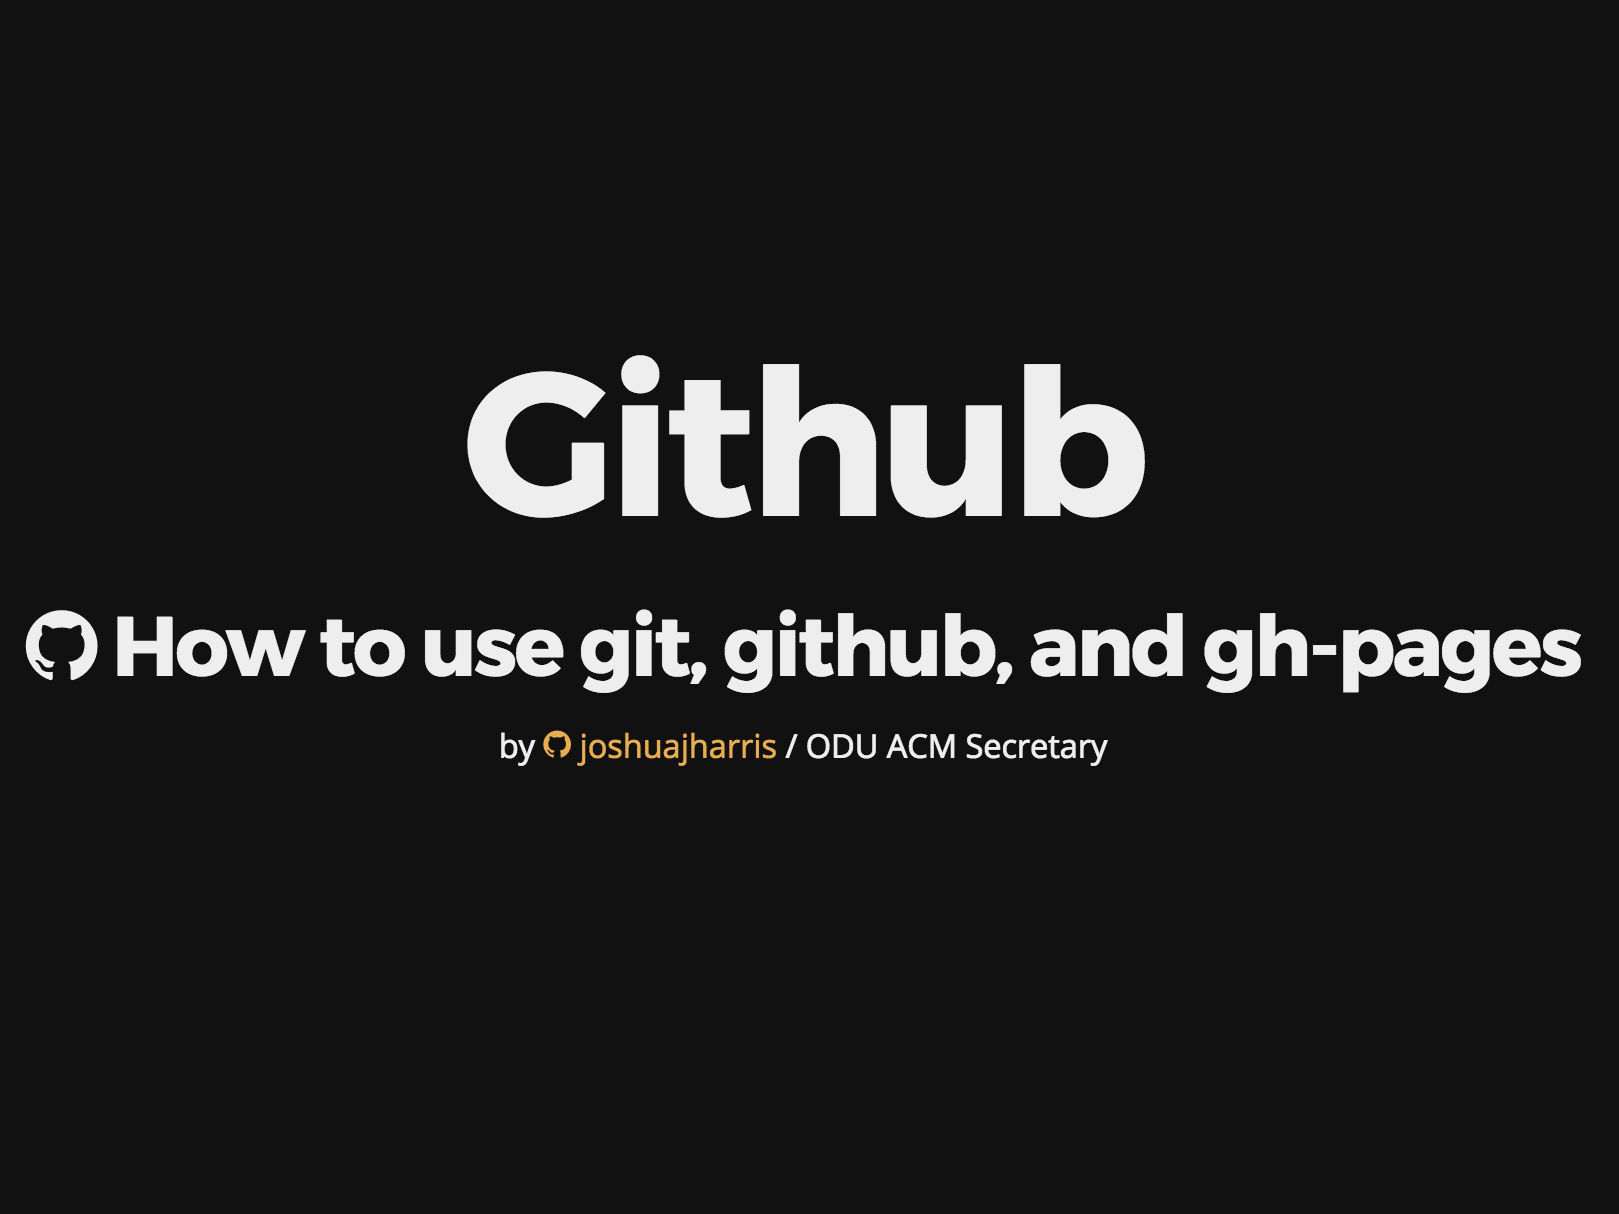 Github
How to use git, github, and gh-pages
by joshuajharris / ODU ACM Secretary